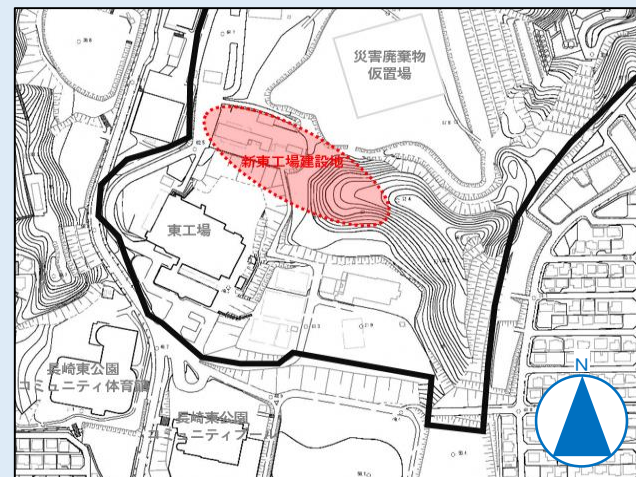 災害廃棄物
仮置場
新東工場建設地
東工場
長崎東公園
コミュニティ体育館
長崎東公園
コミュニティプール
N